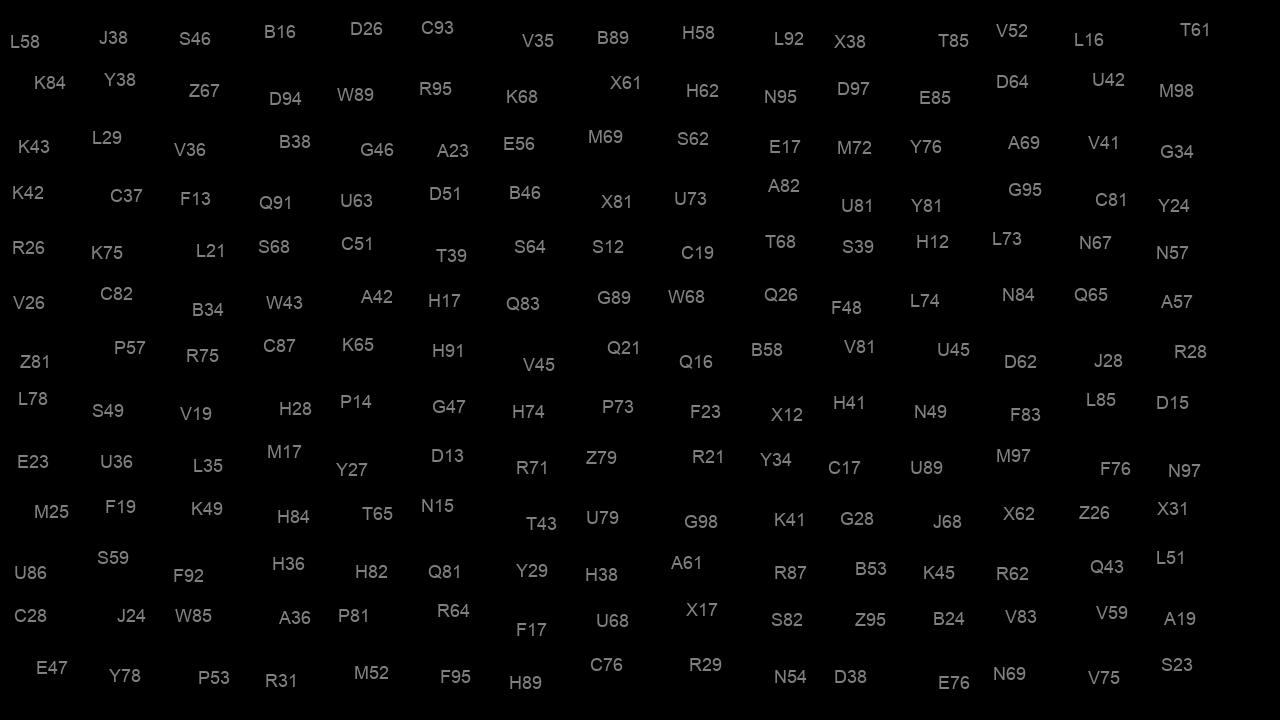 L58 J38 S46 B16 D26 C93 V35 B89 H58 L92 X38 T85 V52 L16 T61
K84 Y38 Z67 D94 W89 R95 K68 X61 H62 N95 D97 E85 D64 U42 M98
K43 L29 V36 B38 G46 A23 E56 M69 S62 E17 M72 Y76 A69 V41 G34
K42 C37 F13 Q91 U63 D51 B46 X81 U73 A82 U81 Y81 G95 C81 Y24
R26 K75 L21 S68 C51 T39 S64 S12 C19 T68 S39 H12 L73 N67 N57
V26 C82 B34 W43 A42 H17 Q83 G89 W68 Q26 F48 L74 N84 Q65 A57
Z81 P57 R75 C87 K65 H91 V45 Q21 Q16 B58 V81 U45 D62 J28 R28
L78 S49 V19 H28 P14 G47 H74 P73 F23 X12 H41 N49 F83 L85 D15
E23 U36 L35 M17 Y27 D13 R71 Z79 R21 Y34 C17 U89 M97 F76 N97
M25 F19 K49 H84 T65 N15 T43 U79 G98 K41 G28 J68 X62 Z26 X31
U86 S59 F92 H36 H82 Q81 Y29 H38 A61 R87 B53 K45 R62 Q43 L51
C28 J24 W85 A36 P81 R64 F17 U68 X17 S82 Z95 B24 V83 V59 A19
E47 Y78 P53 R31 M52 F95 H89 C76 R29 N54 D38 E76 N69 V75 S23